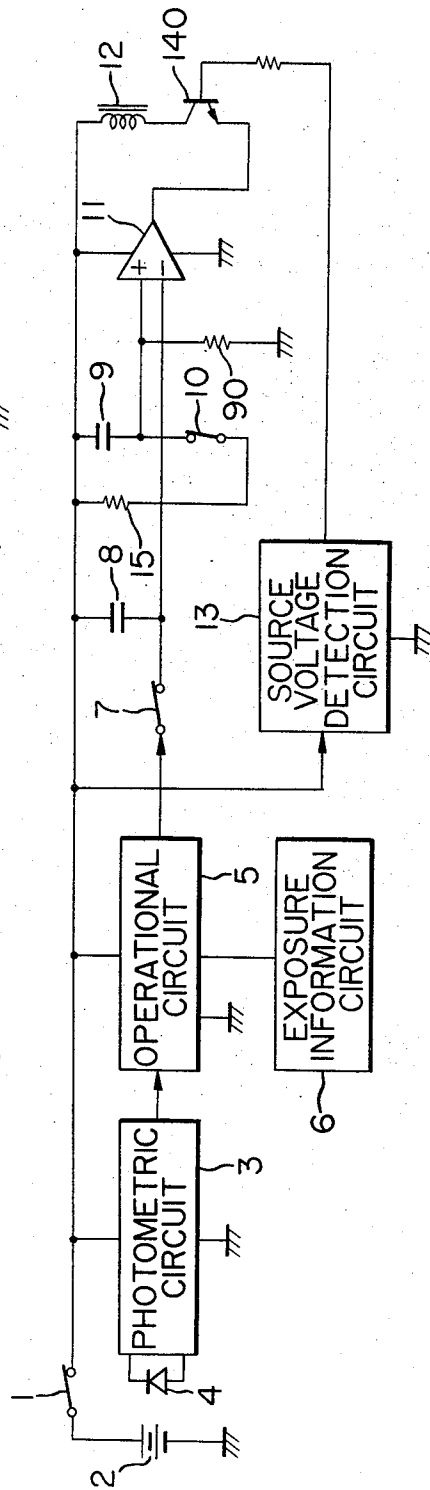 1
2
PHOTOMETRIC
CIRCUIT
3
4
OPERATIONAL
CIRCUIT
5
EXPOSURE
INFORMATION
CIRCUIT
6
7
8
15
9
10
90
+
−
11
12
140
13
SOURCE
VOLTAGE
DETECTION
CIRCUIT